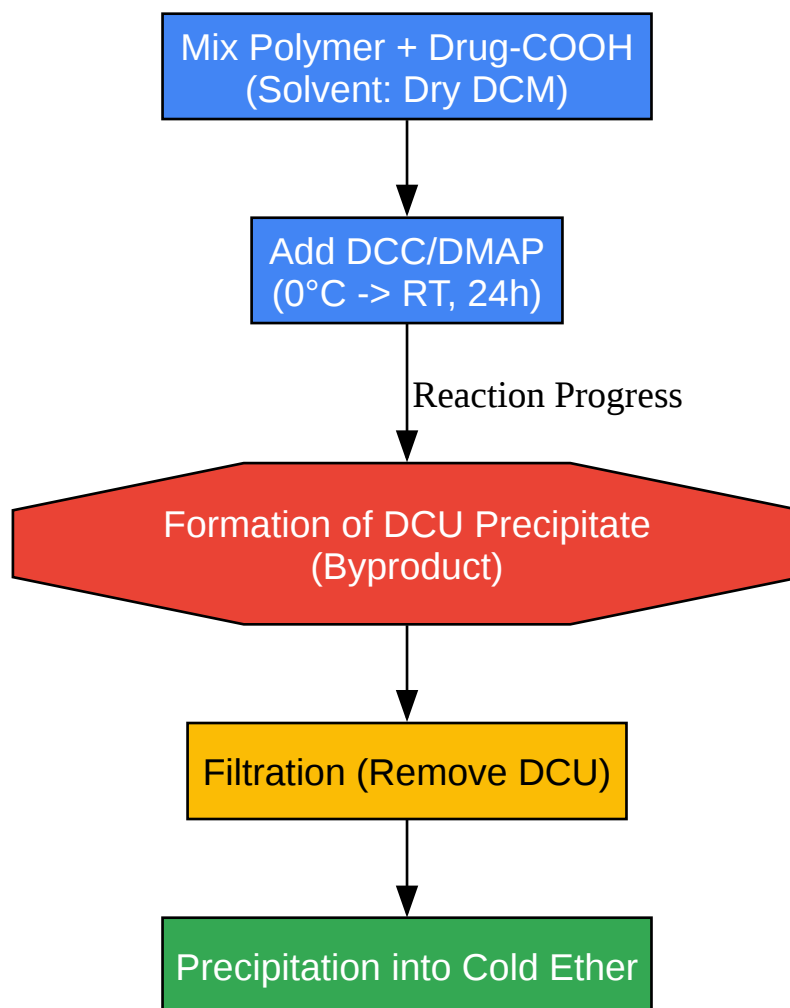 Mix Polymer + Drug-COOH
(Solvent: Dry DCM)
Add DCC/DMAP
(0°C -> RT, 24h)
Reaction Progress
Formation of DCU Precipitate
(Byproduct)
Filtration (Remove DCU)
Precipitation into Cold Ether